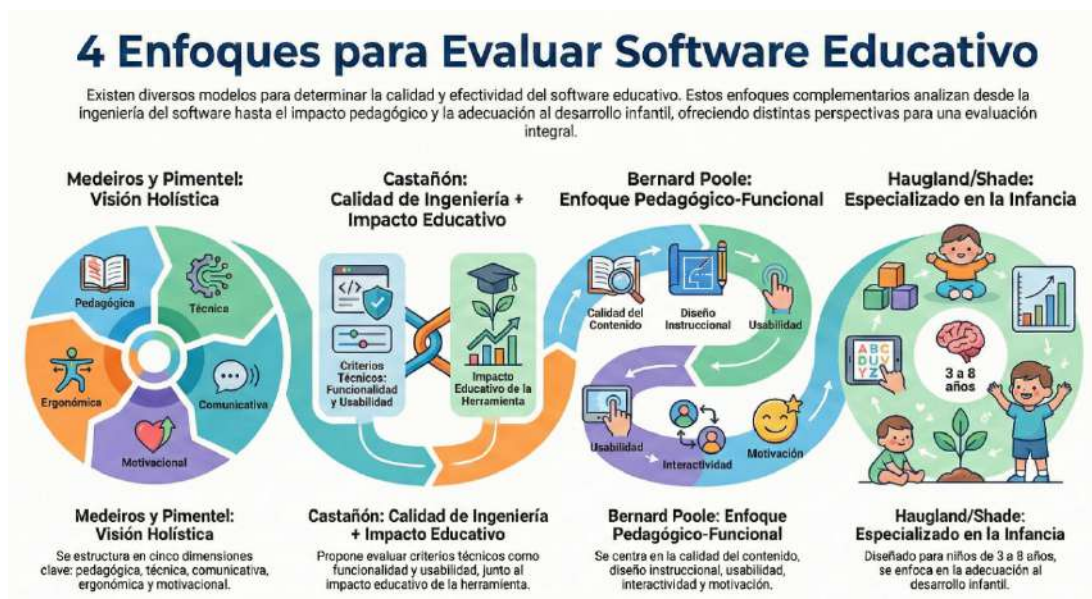 4 Enfoques para Evaluar Software Educativo
Existen diversos modelos para determinar la calidad y efectividad del software educativo. Estos enfoques complementarios analizan desde la
ingeniería del software hasta el impacto pedagógico y la adecuación al desarrollo infantil, ofreciendo distintas perspectivas para una evaluación
integral.
Medeiros y Pimentel:
Visión Holística
Pedagógica
Técnica
Ergonómica
Comunicativa
Motivacional
Medeiros y Pimentel:
Visión Holística
Se estructura en cinco dimensiones
clave: pedagógica, técnica, comunicativa,
ergonómica y motivacional.
Castañón:
Calidad de Ingeniería +
Impacto Educativo
</>
Criterios
Técnicos:
Funcionalidad
y Usabilidad
Impacto
Educativo de la
Herramienta
Castañón: Calidad de Ingeniería
+ Impacto Educativo
Propone evaluar criterios técnicos como
funcionalidad y usabilidad, junto al
impacto educativo de la herramienta.
Bernard Poole:
Enfoque Pedagógico-Funcional
Calidad del
Contenido
Diseño
Instruccional
Usabilidad
Usabilidad
Interactividad
Motivación
Bernard Poole: Enfoque
Pedagógico-Funcional
Se centra en la calidad del contenido,
diseño instruccional, usabilidad,
interactividad y motivación.
Haugland/Shade:
Especializado en la Infancia
A B C
D U V
Y Z
3 a 8
años
Haugland/Shade:
Especializado en la Infancia
Diseñado para niños de 3 a 8 años,
se enfoca en la adecuación al
desarrollo infantil.